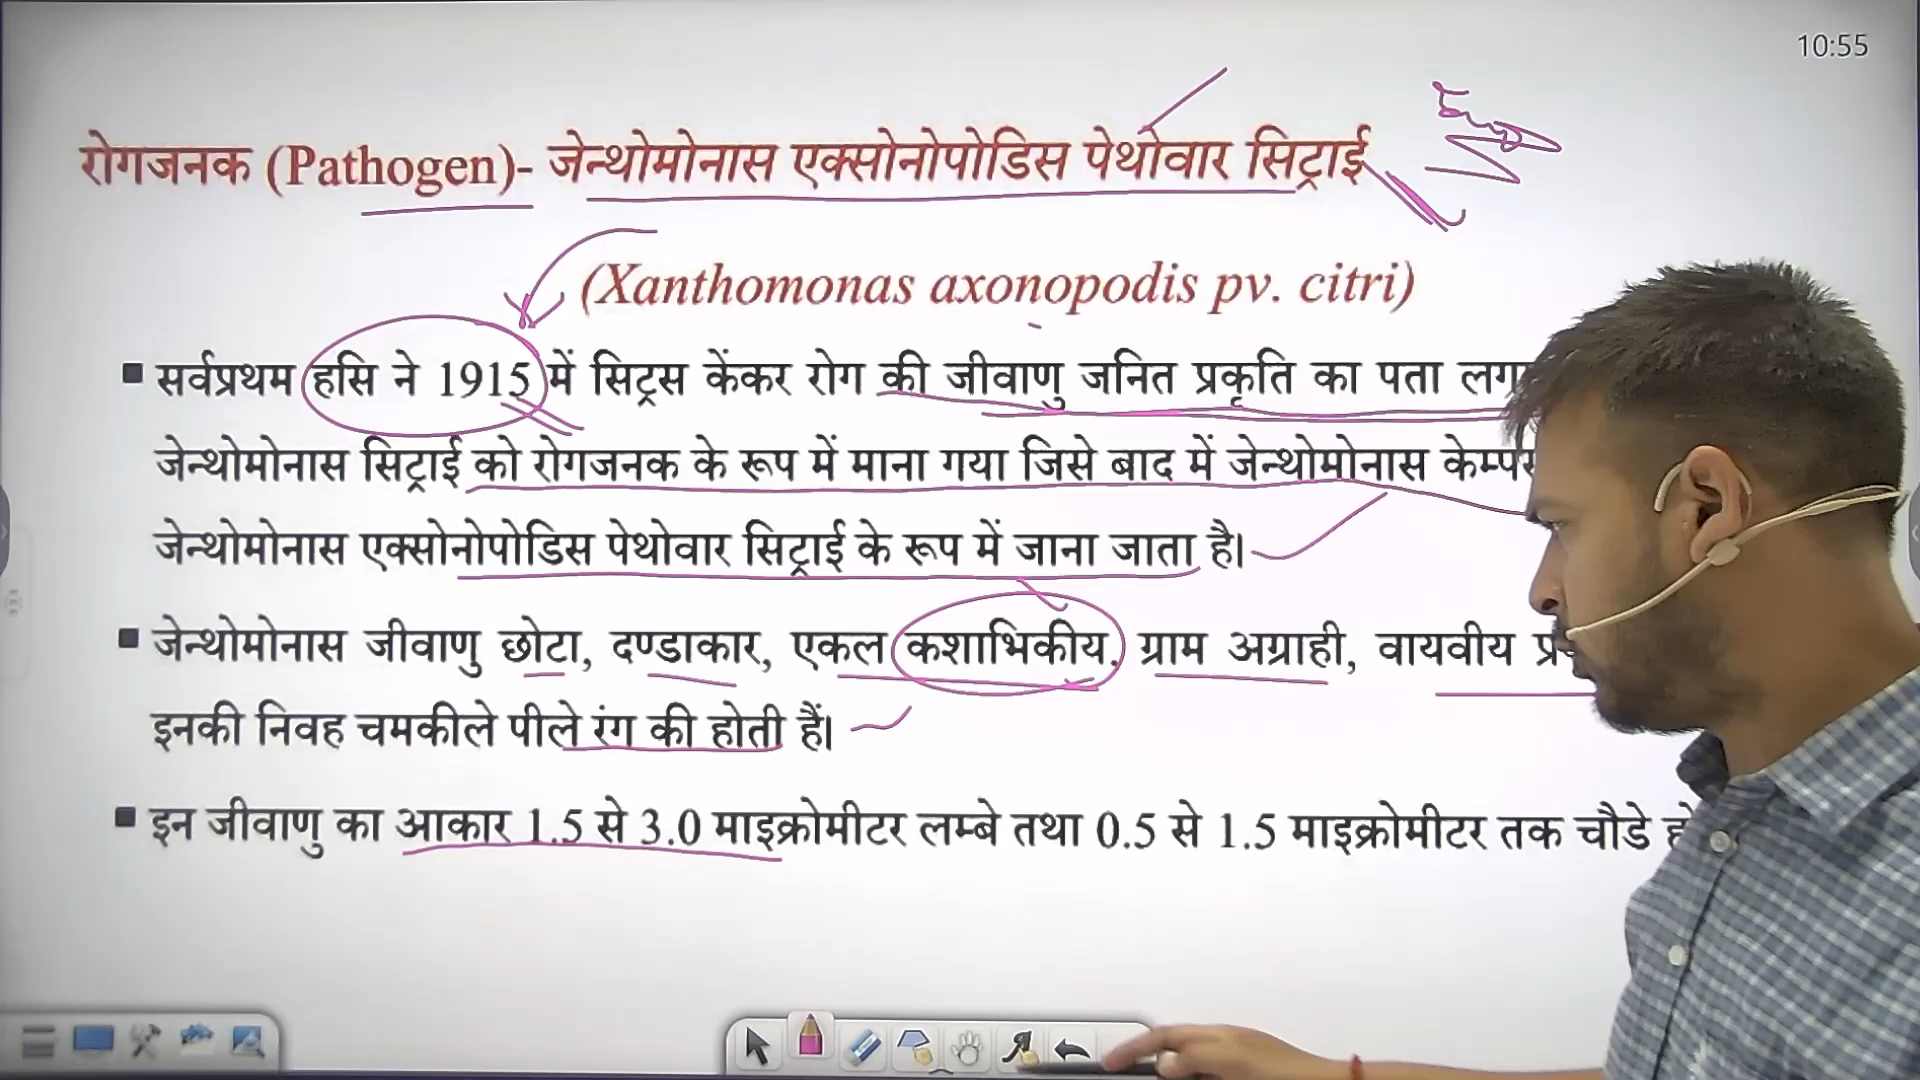 10:55
रोगजनक (Pathogen)- जेन्थोमोनास एक्सोनोपोडिस पेथोवार सिट्राई
(Xanthomonas axonopodis pv. citri)
▪ सर्वप्रथम हसि ने 1915 में सिट्रस केंकर रोग की जीवाणु जनित प्रकृति का पता
जेन्थोमोनास सिट्राई को रोगजनक के रूप में माना गया जिसे बाद में जेन्थोमोनास
जेन्थोमोनास एक्सोनोपोडिस पेथोवार सिट्राई के रूप में जाना जाता है।
▪ जेन्थोमोनास जीवाणु छोटा, दण्डाकार, एकल कशाभिकीय, ग्राम अग्राही, वायवीय
इनकी निवह चमकीले पीले रंग की होती हैं।
▪ इन जीवाणु का आकार 1.5 से 3.0 माइक्रोमीटर लम्बे तथा 0.5 से 1.5 माइक्रोमीटर तक चौडे